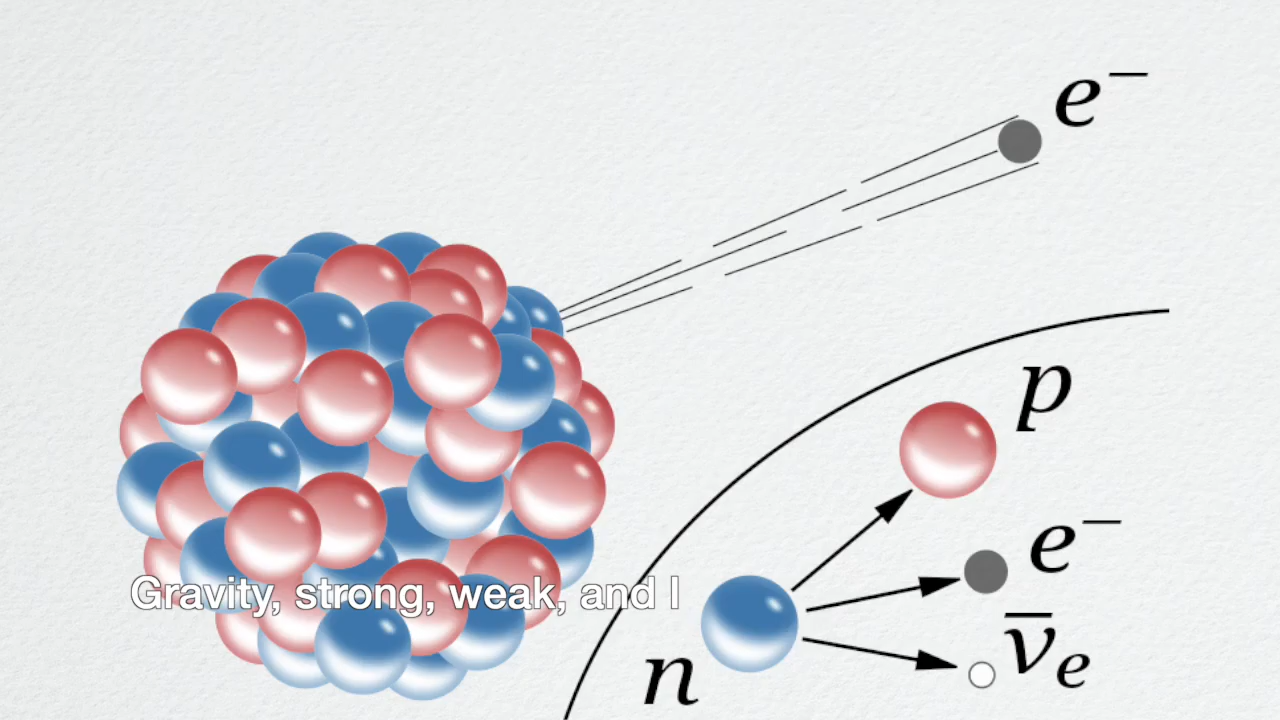 e⁻
p
e⁻
ν̅ₑ
n
Gravity, strong, weak, and I